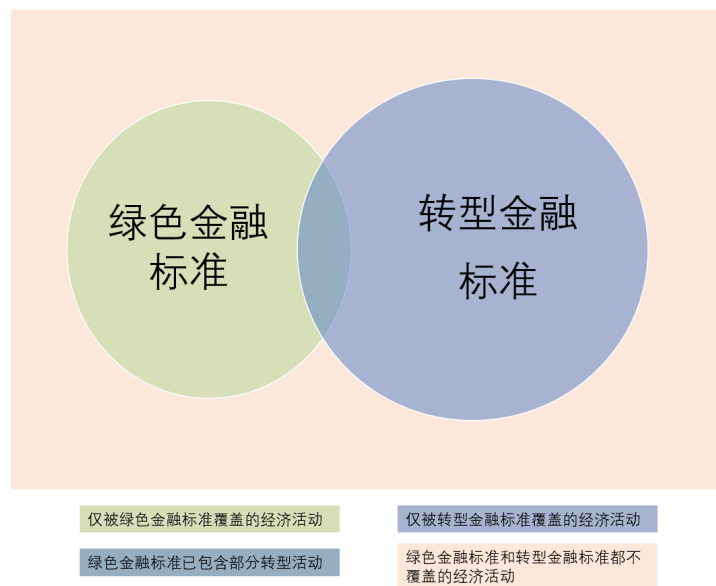 绿色金融
标准
转型金融
标准
仅被绿色金融标准覆盖的经济活动
仅被转型金融标准覆盖的经济活动
绿色金融标准已包含部分转型活动
绿色金融标准和转型金融标准都不
覆盖的经济活动